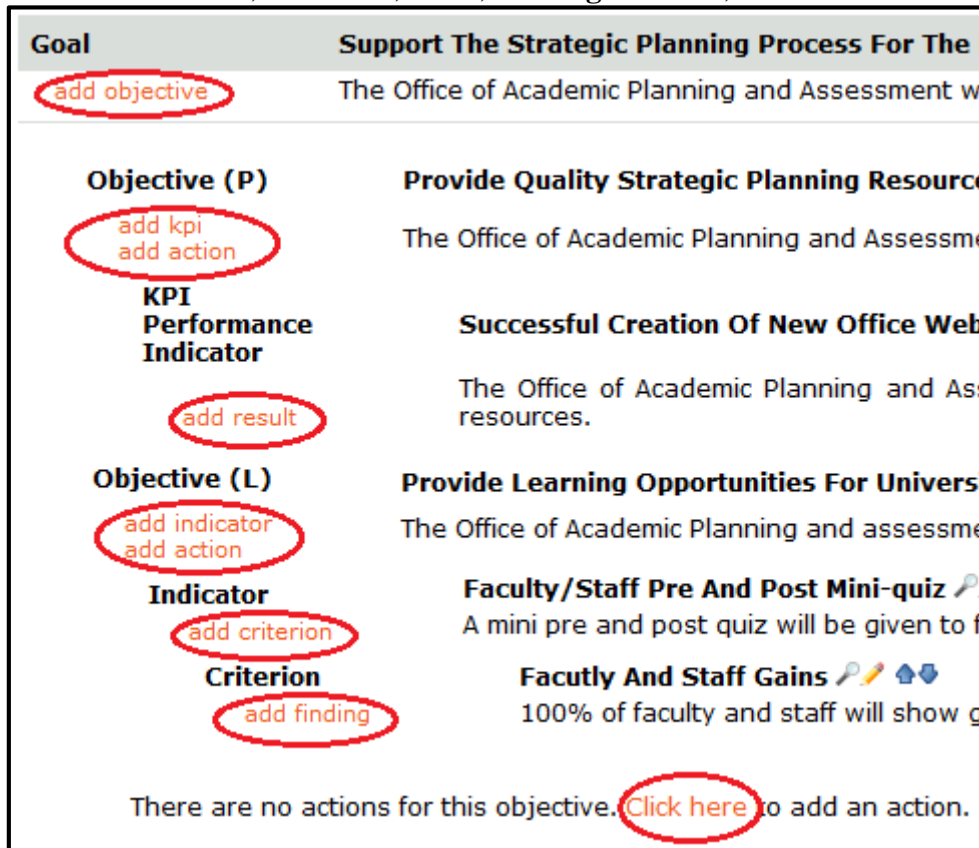 Goal Support The Strategic Planning Process For The
add objective The Office of Academic Planning and Assessment w
Objective (P) Provide Quality Strategic Planning Resourc
add kpi
add action The Office of Academic Planning and Assessm
KPI
Performance Successful Creation Of New Office Web
Indicator
The Office of Academic Planning and As
add result resources.
Objective (L) Provide Learning Opportunities For Univers
add indicator The Office of Academic Planning and assessm
add action
Indicator Faculty/Staff Pre And Post Mini-quiz
add criterion A mini pre and post quiz will be given to f
Criterion Facutly And Staff Gains
add finding 100% of faculty and staff will show g
There are no actions for this objective. Click here to add an action.